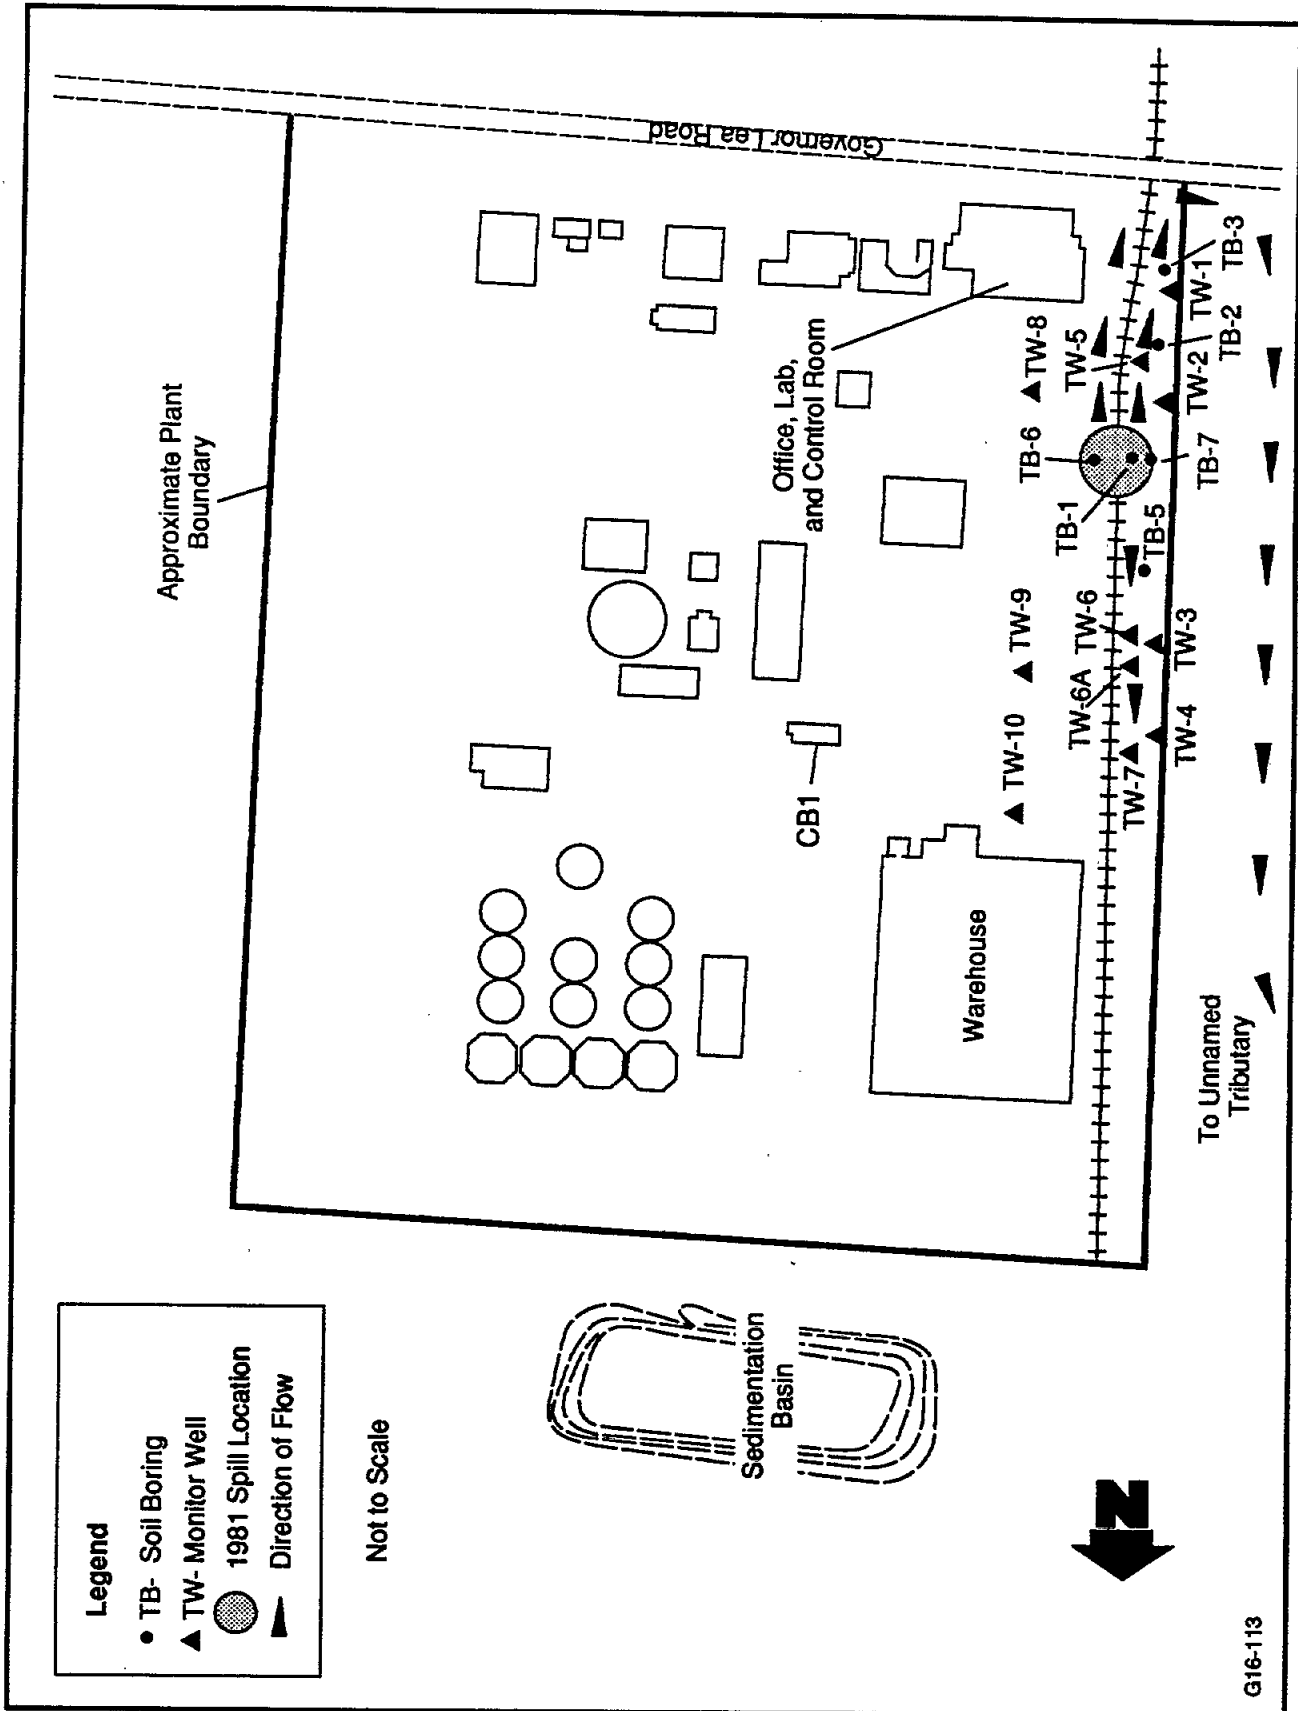 Legend
TB- Soil Boring
TW- Monitor Well
1981 Spill Location
Direction of Flow
Not to Scale
Approximate Plant
Boundary
Governor Lea Road
Office, Lab,
and Control Room
CB1
Warehouse
Sedimentation
Basin
TW-10
TW-9
TW-8
TW-7
TW-6A
TW-6
TB-1
TB-6
TW-5
TW-4
TW-3
TB-5
TB-7
TW-2
TB-2
TW-1
TB-3
To Unnamed
Tributary
N
G16-113